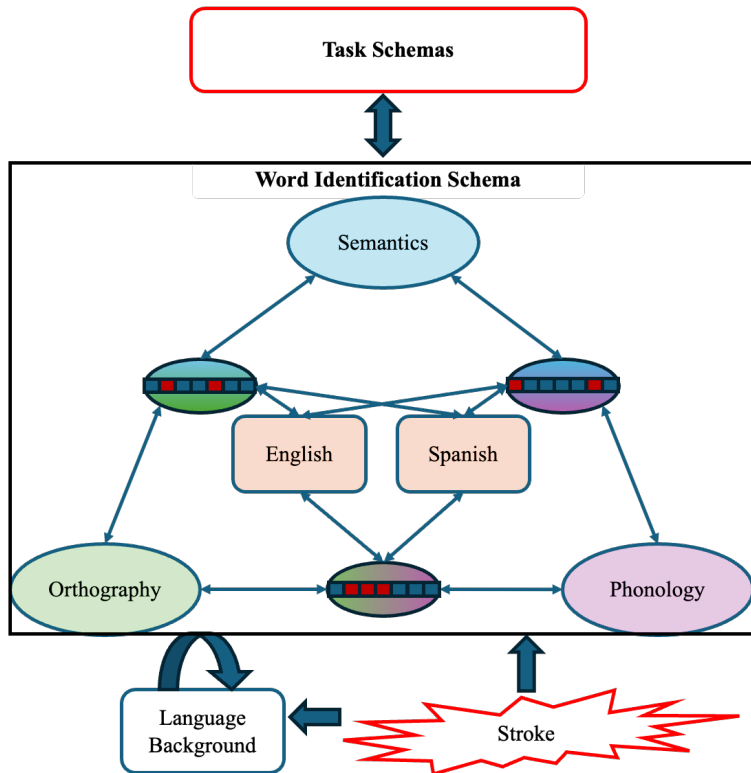 Task Schemas
Word Identification Schema
Semantics
English
Spanish
Orthography
Phonology
Language
Background
Stroke